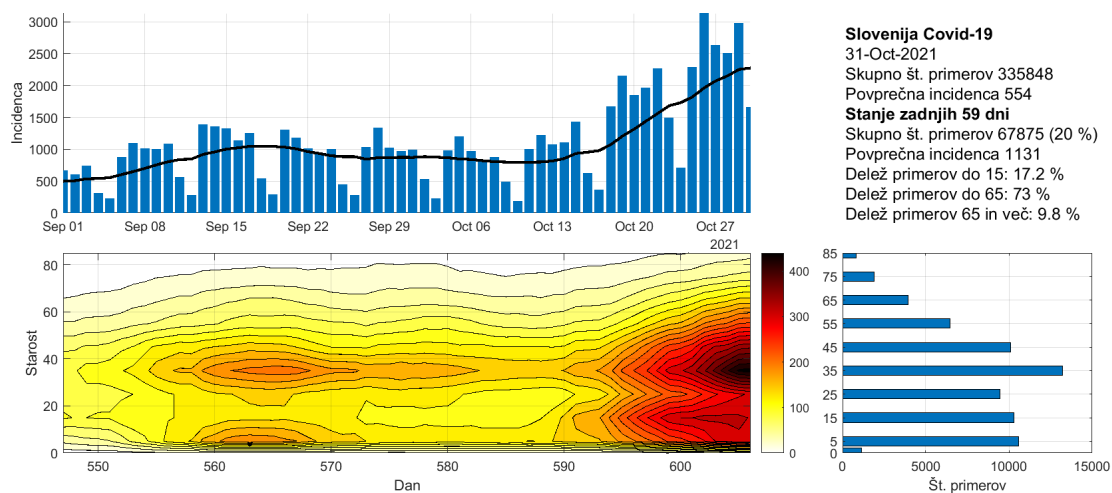 3000
2500
2000
1500
1000
500
0
Incidenca
Sep 01 Sep 08 Sep 15 Sep 22 Sep 29 Oct 06 Oct 13 Oct 20 Oct 27
2021
Slovenija Covid-19
31-Oct-2021
Skupno št. primerov 335848
Povprečna incidenca 554
Stanje zadnjih 59 dni
Skupno št. primerov 67875 (20 %)
Povprečna incidenca 1131
Delež primerov do 15: 17.2 %
Delež primerov do 65: 73 %
Delež primerov 65 in več: 9.8 %
80
60
40
20
0
Starost
550 560 570 580 590 600
Dan
400
300
200
100
0
85
75
65
55
45
35
25
15
5
0
0 5000 10000 15000
Št. primerov